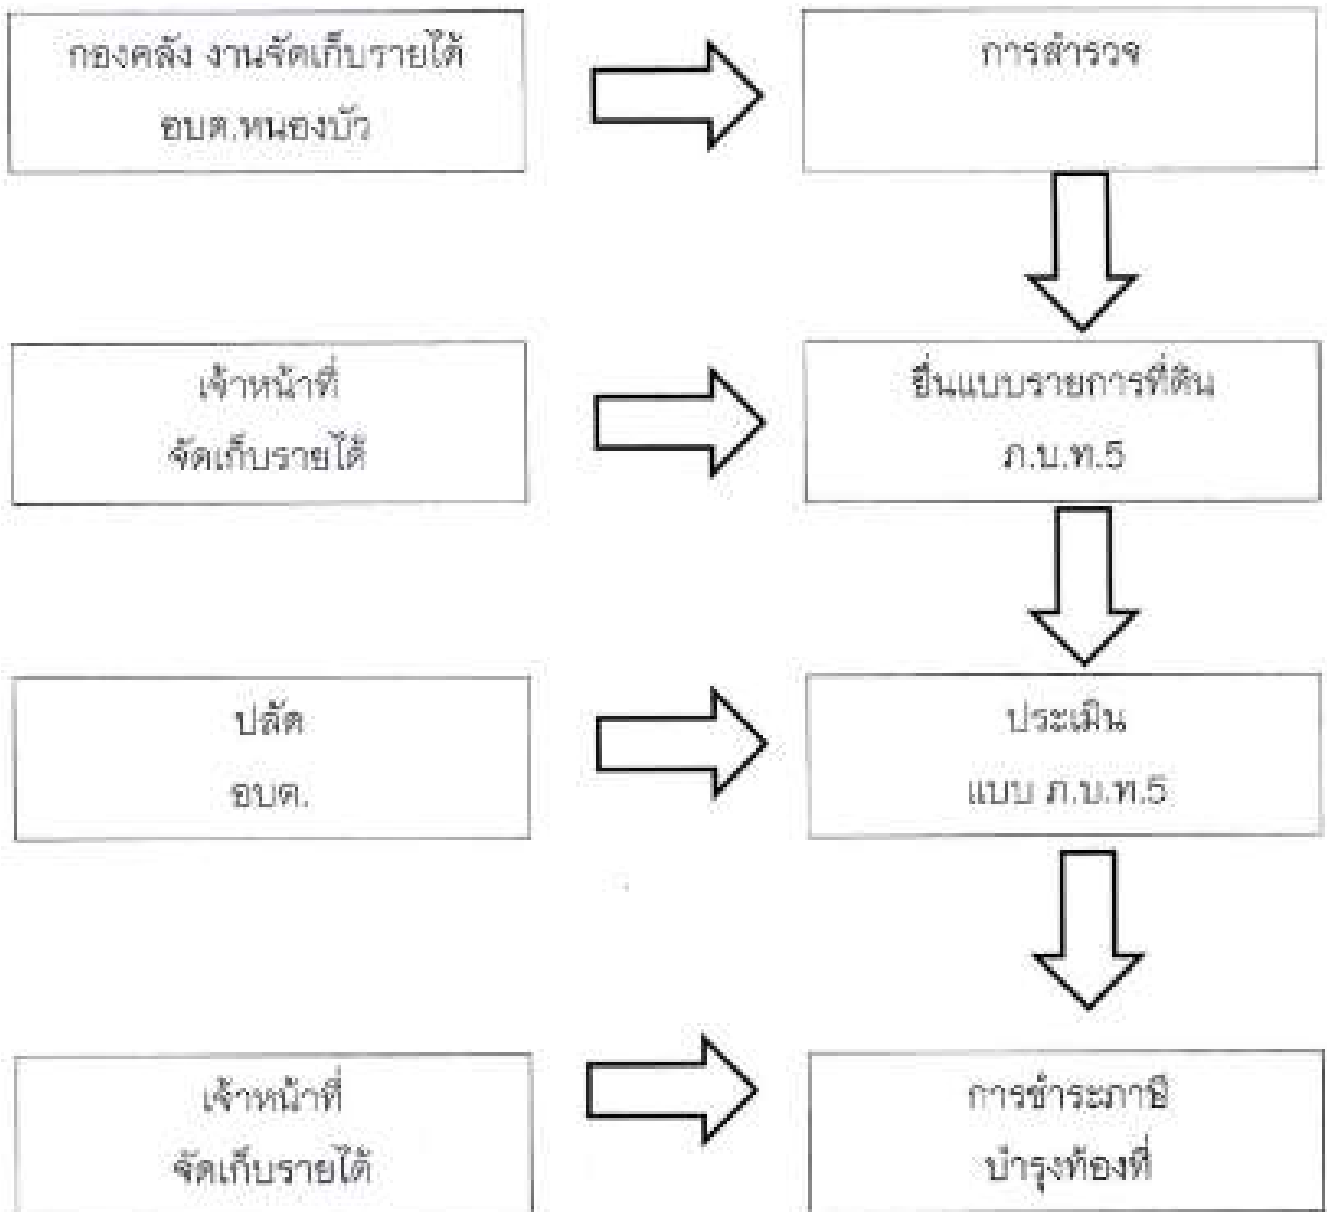 กองคลัง งานจัดเก็บรายได้
อบต.หนองบัว
การสำรวจ
เจ้าหน้าที่
จัดเก็บรายได้
ยื่นแบบรายการที่ดิน
ภ.บ.ท.5
ปลัด
อบต.
ประเมิน
แบบ ภ.บ.ท.5
เจ้าหน้าที่
จัดเก็บรายได้
การชำระภาษี
บำรุงท้องที่